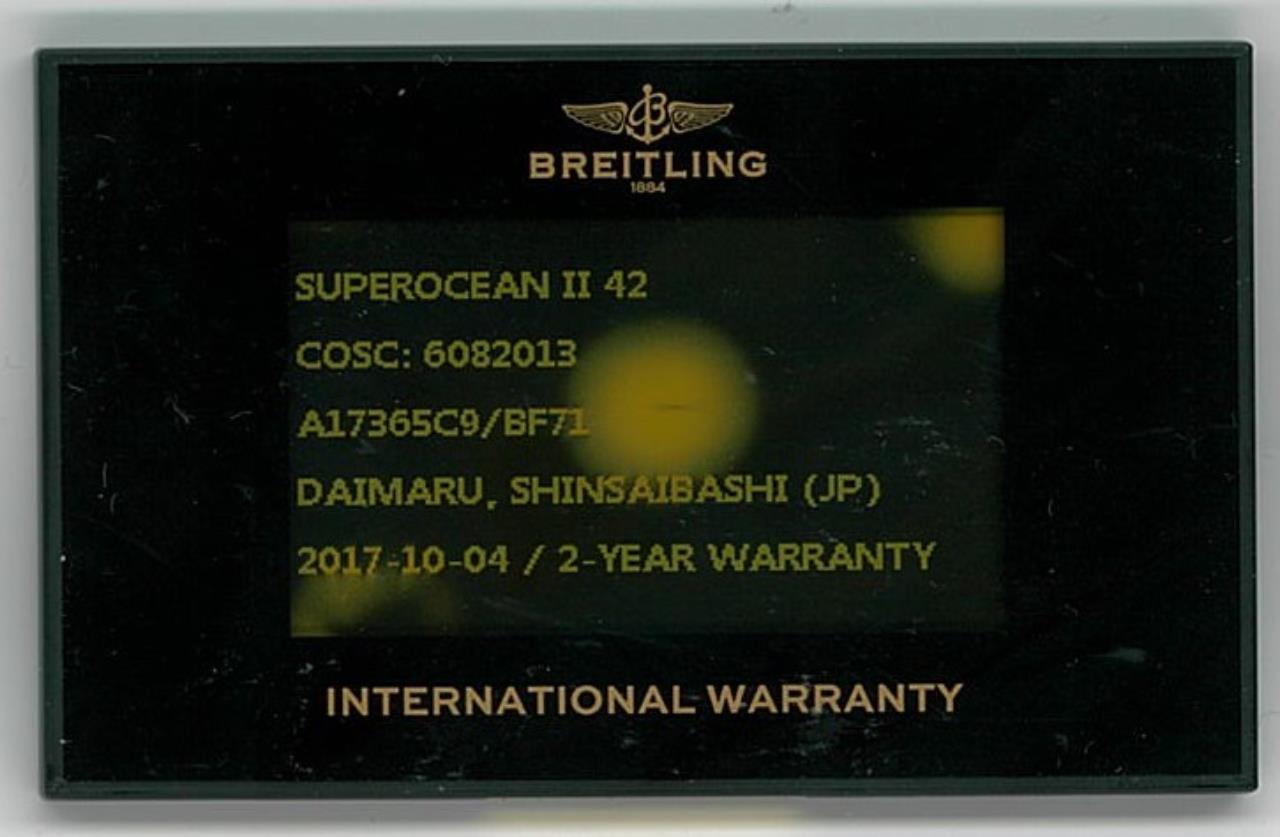 BREITLING
1884
SUPEROCEAN II 42
COSC: 6082013
A17365C9/BF71
DAIMARU, SHINSAIBASHI (JP)
2017-10-04 / 2-YEAR WARRANTY
INTERNATIONAL WARRANTY